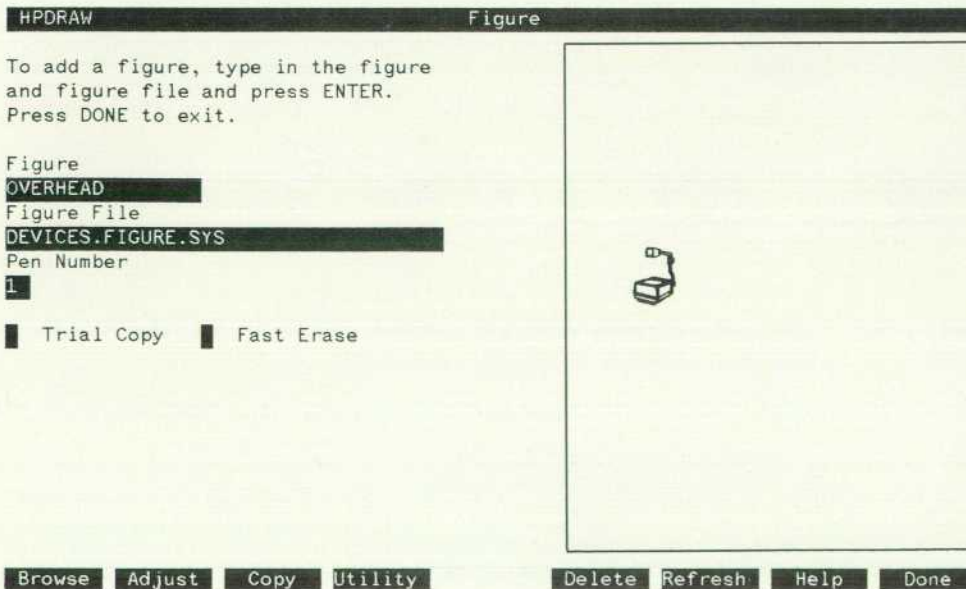 HPDRAW Figure
To add a figure, type in the figure
and figure file and press ENTER.
Press DONE to exit.
Figure
OVERHEAD
Figure File
DEVICES.FIGURE.SYS
Pen Number
1
Trial Copy Fast Erase
Browse Adjust Copy Utility Delete Refresh Help Done